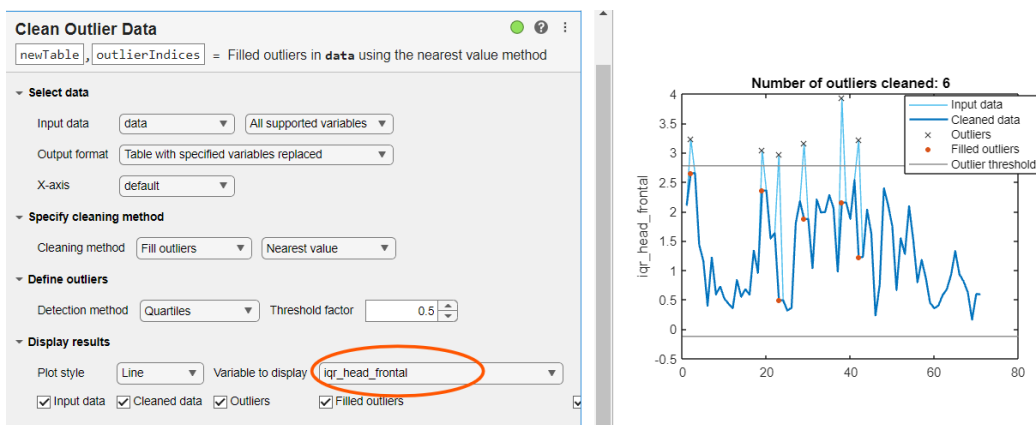 Clean Outlier Data
newTable, outlierIndices = Filled outliers in data using the nearest value method
Select data
Input data data All supported variables
Output format Table with specified variables replaced
X-axis default
Specify cleaning method
Cleaning method Fill outliers Nearest value
Define outliers
Detection method Quartiles Threshold factor 0.5
Display results
Plot style Line Variable to display iqr_head_frontal
Input data Cleaned data Outliers Filled outliers
Number of outliers cleaned: 6
4
3.5
3
2.5
2
1.5
1
0.5
0
-0.5
iqr_head_frontal
0 20 40 60 80
Input data
Cleaned data
Outliers
Filled outliers
Outlier threshold